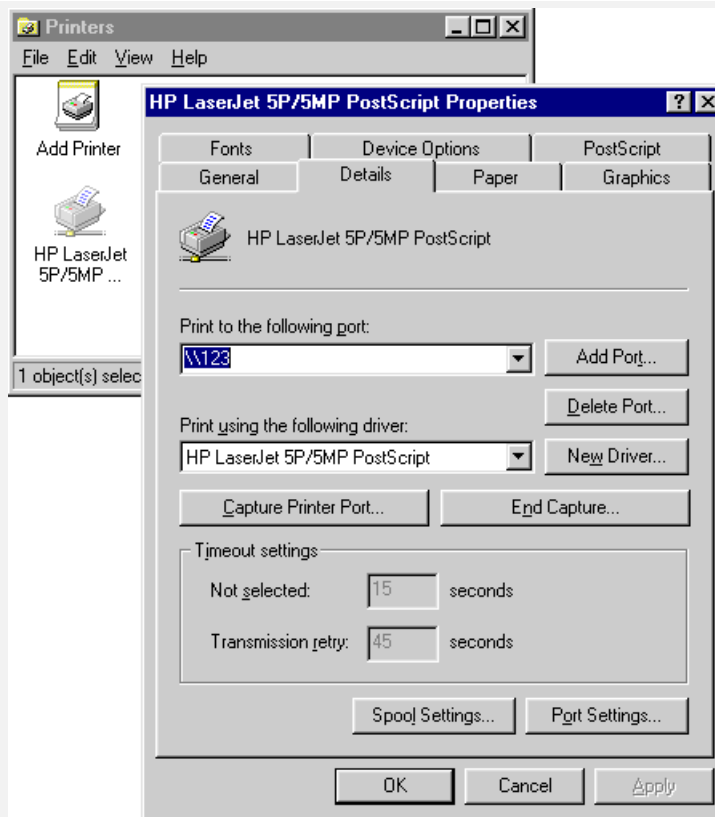 Printers
File Edit View Help
Add Printer
HP LaserJet
5P/5MP ...
1 object(s) selec
HP LaserJet 5P/5MP PostScript Properties
Fonts Device Options PostScript
General Details Paper Graphics
HP LaserJet 5P/5MP PostScript
Print to the following port:
\\123 Add Port...
Delete Port...
Print using the following driver:
HP LaserJet 5P/5MP PostScript New Driver...
Capture Printer Port... End Capture...
Timeout settings
Not selected: 15 seconds
Transmission retry: 45 seconds
Spool Settings... Port Settings...
OK Cancel Apply